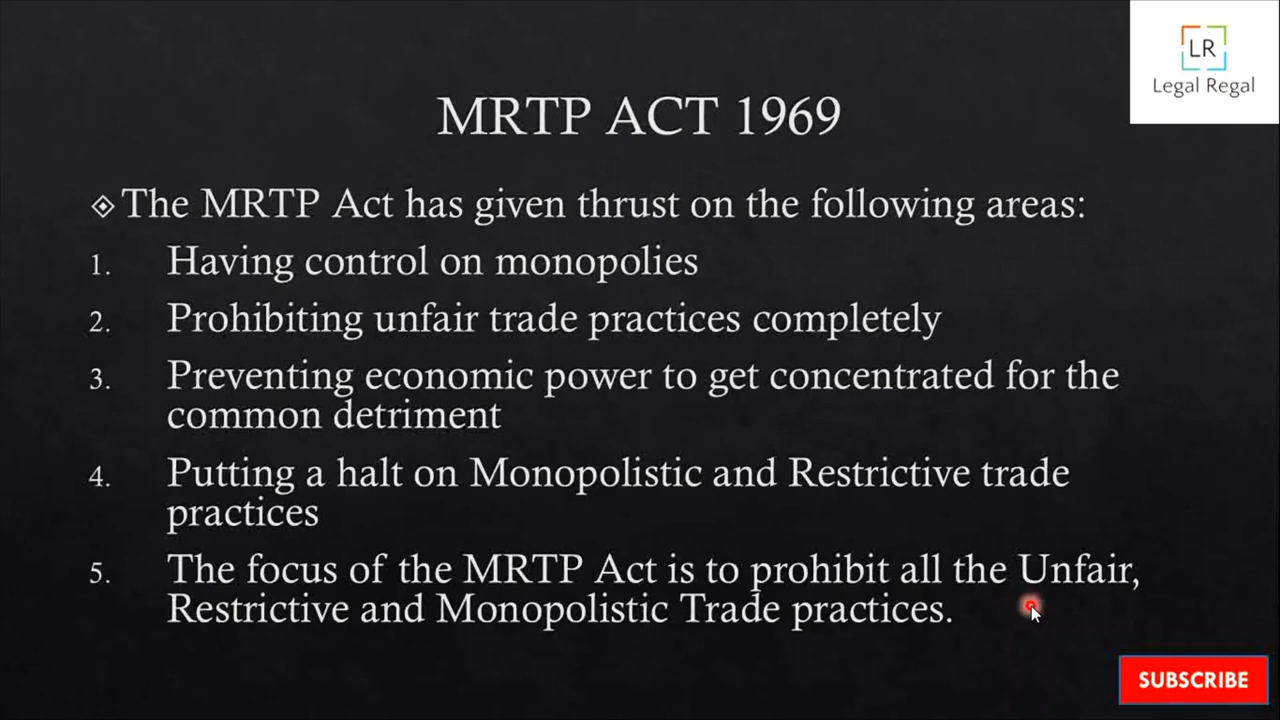 LR
Legal Regal
MRTP ACT 1969
The MRTP Act has given thrust on the following areas:
1. Having control on monopolies
2. Prohibiting unfair trade practices completely
3. Preventing economic power to get concentrated for the
common detriment
4. Putting a halt on Monopolistic and Restrictive trade
practices
5. The focus of the MRTP Act is to prohibit all the Unfair,
Restrictive and Monopolistic Trade practices.
SUBSCRIBE